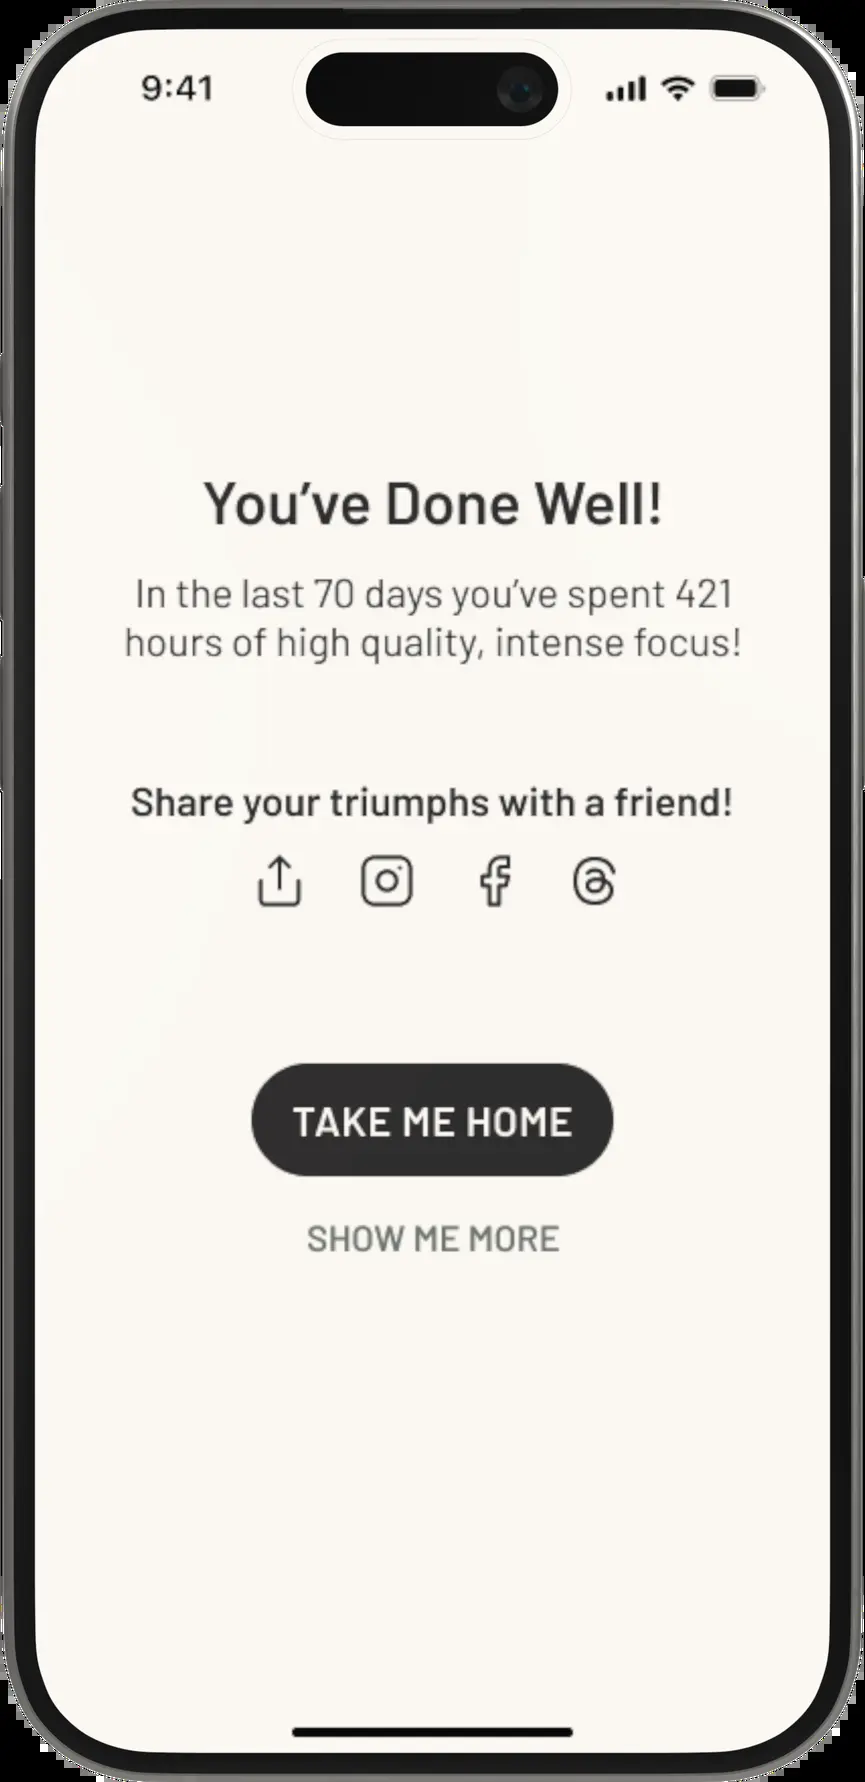 9:41
You’ve Done Well!
In the last 70 days you’ve spent 421
hours of high quality, intense focus!
Share your triumphs with a friend!
TAKE ME HOME
SHOW ME MORE